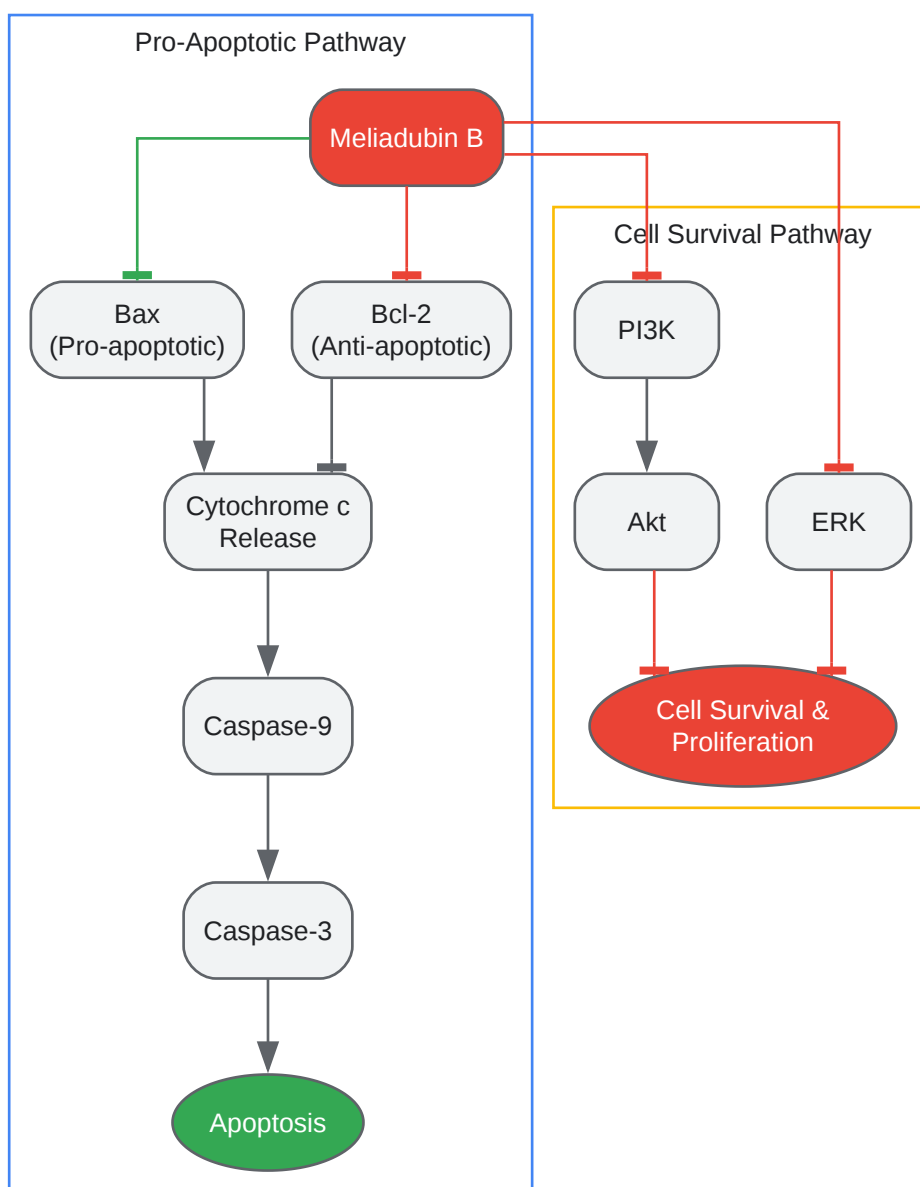 Pro-Apoptotic Pathway
Meliadubin B
Cell Survival Pathway
Bax
(Pro-apoptotic)
Bcl-2
(Anti-apoptotic)
PI3K
Cytochrome c
Release
Akt
ERK
Caspase-9
Cell Survival &
Proliferation
Caspase-3
Apoptosis